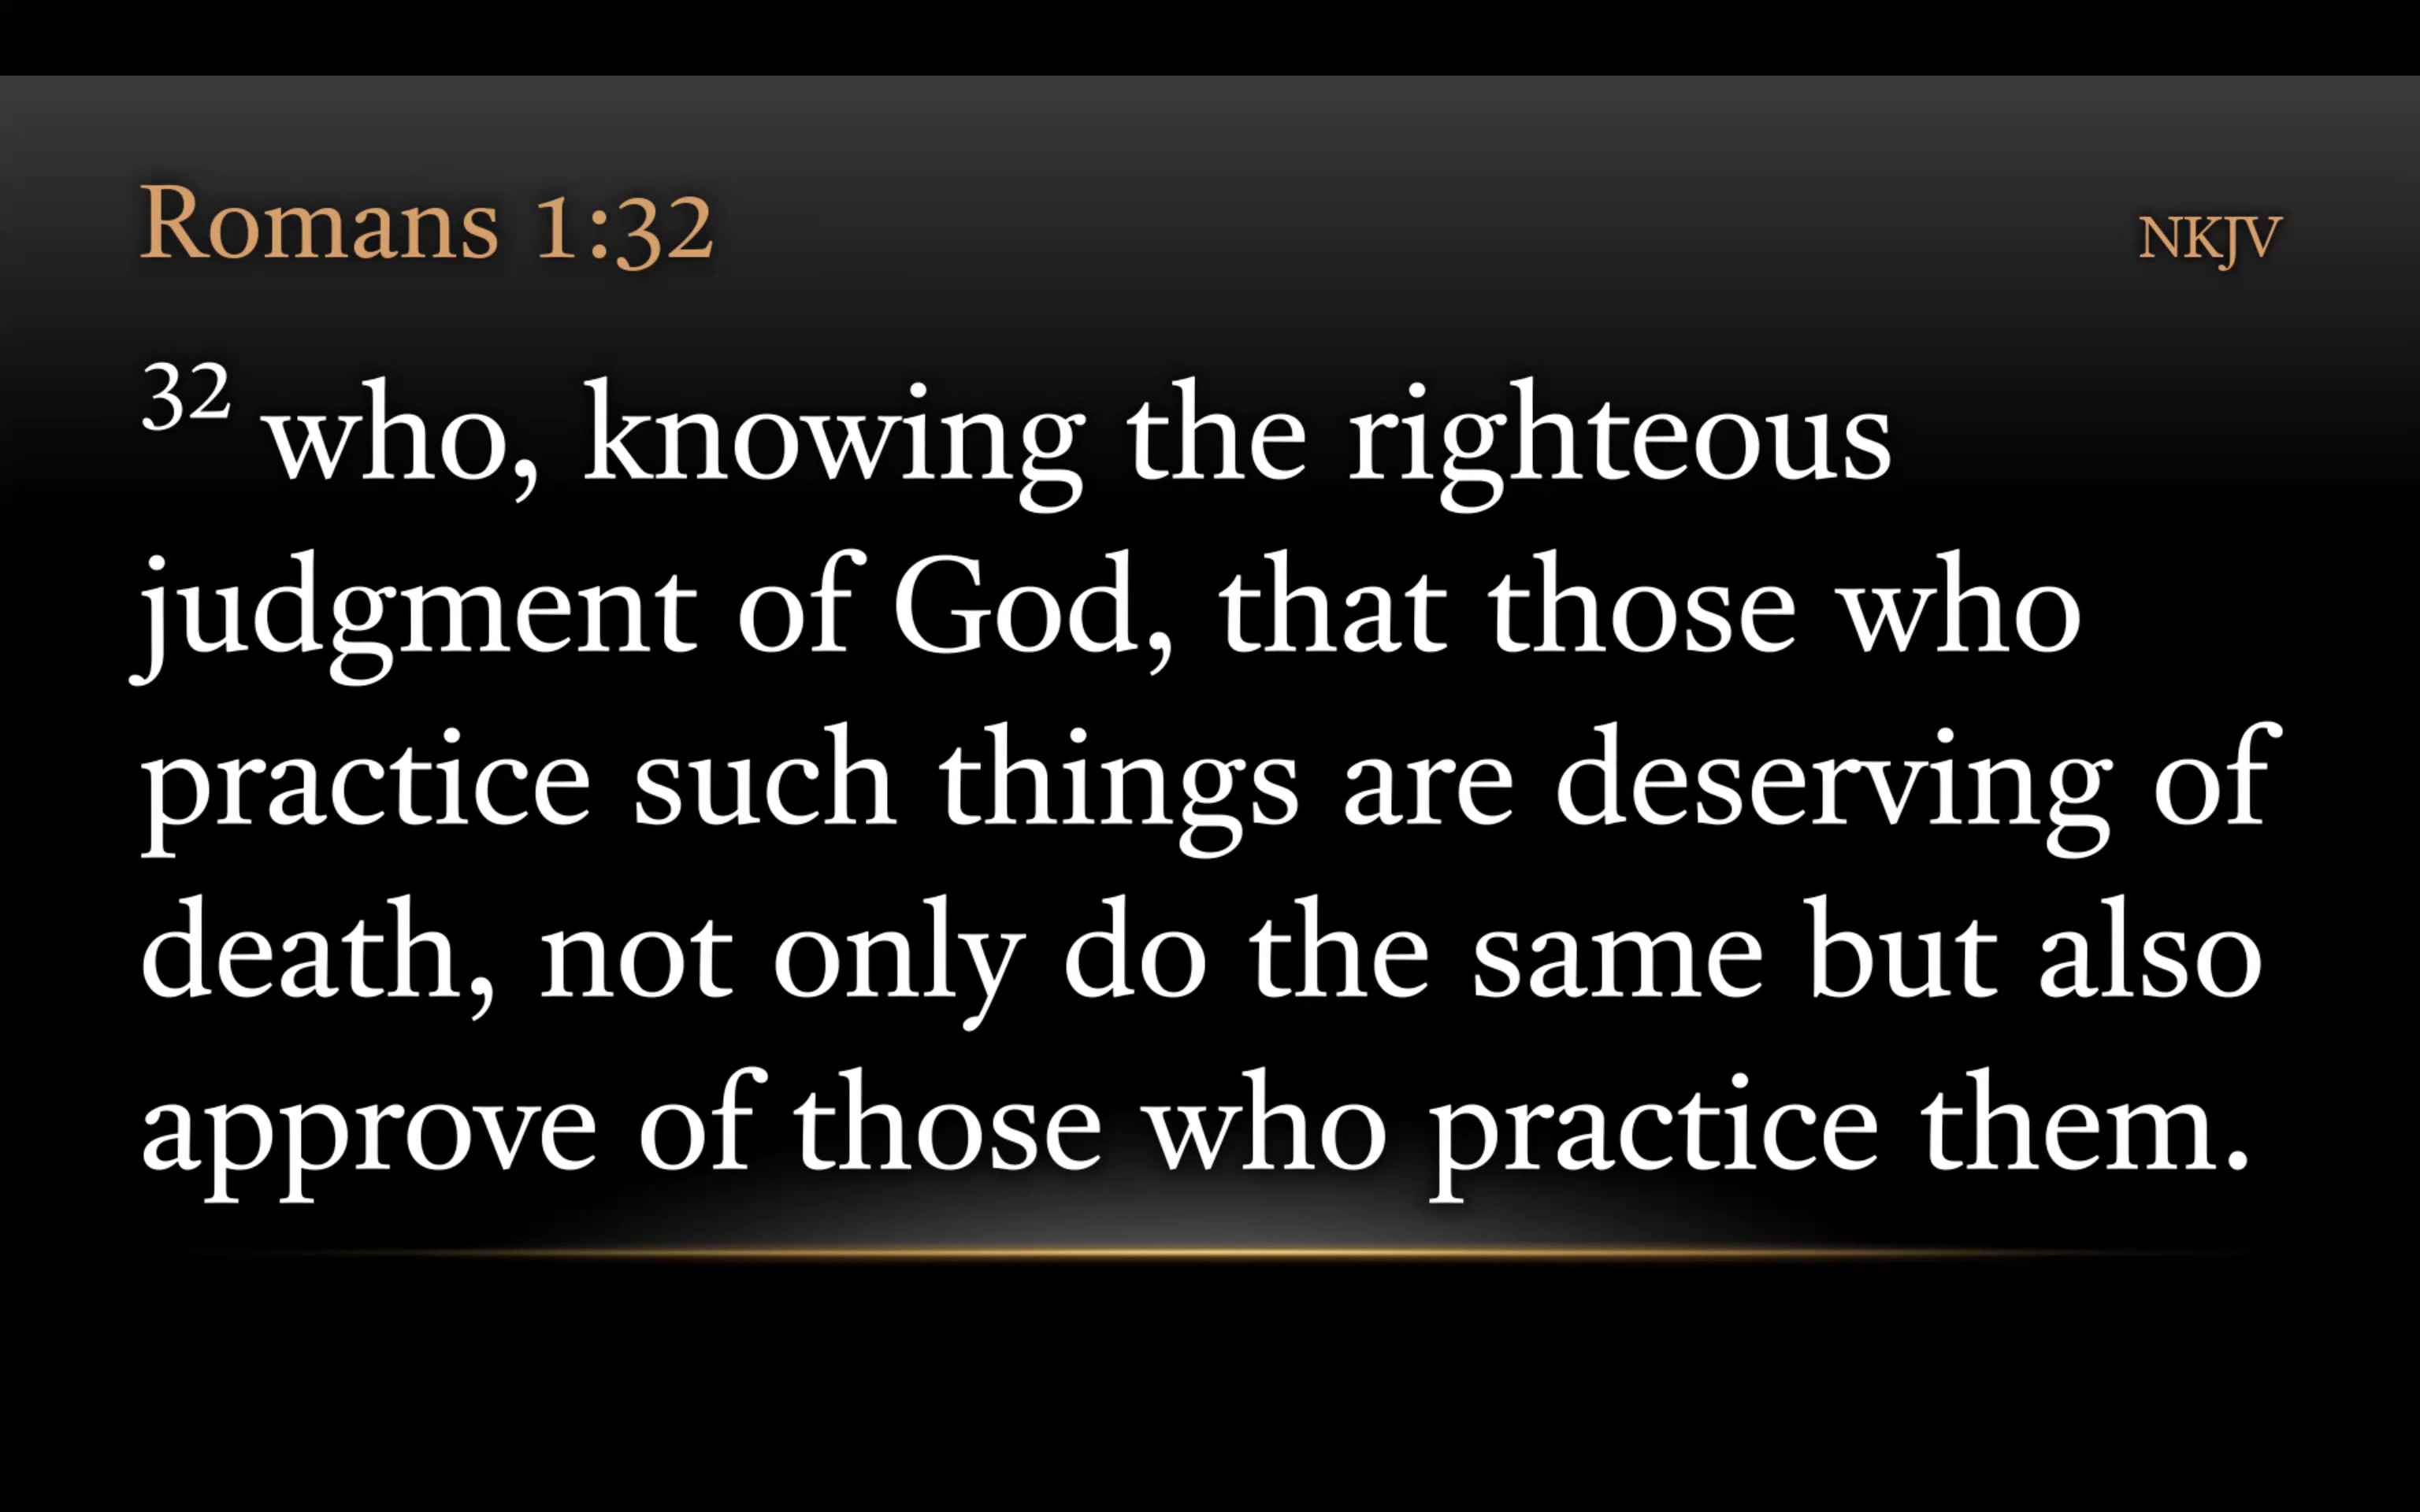 Romans 1:32
NKJV
32 who, knowing the righteous
judgment of God, that those who
practice such things are deserving of
death, not only do the same but also
approve of those who practice them.